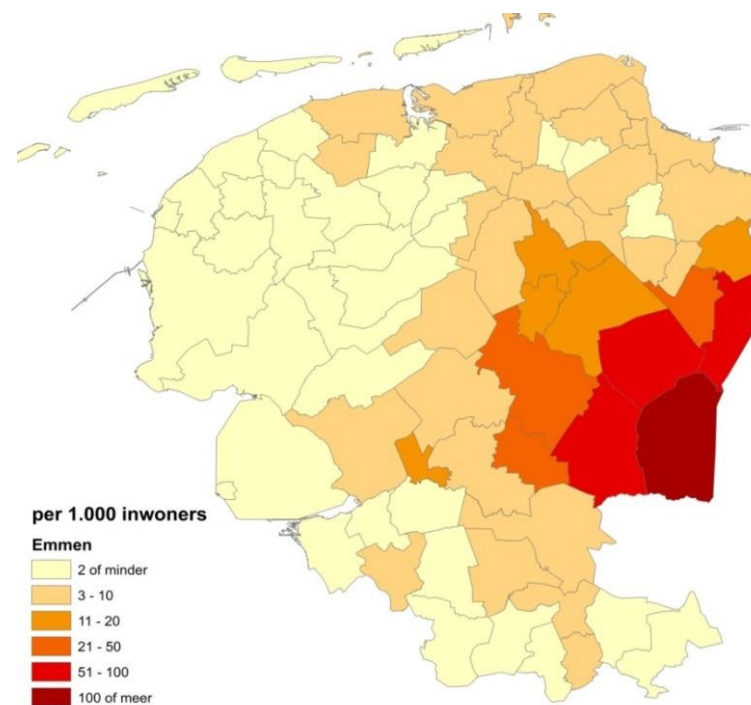 per 1.000 inwoners
Emmen
2 of minder
3 - 10
11 - 20
21 - 50
51 - 100
100 of meer